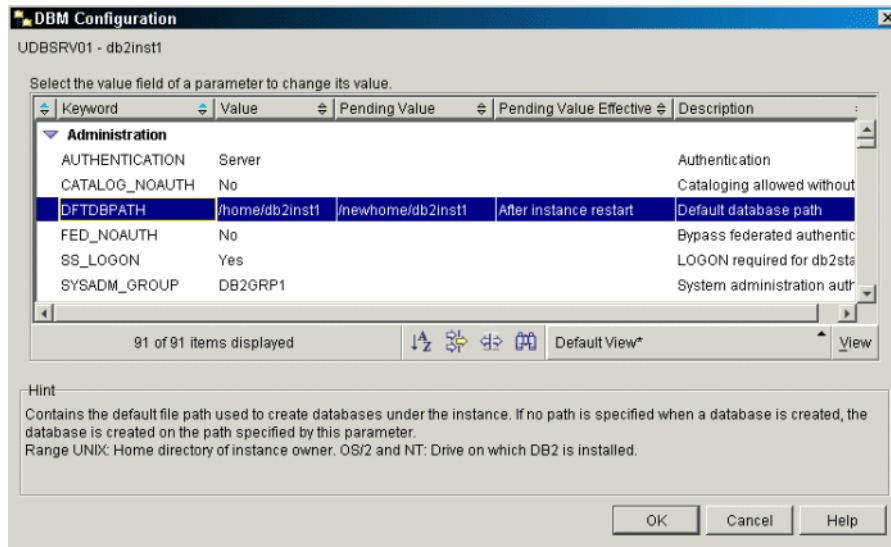 DBM Configuration
UDBSRV01 - db2inst1
Select the value field of a parameter to change its value.
Keyword Value Pending Value Pending Value Effective Description
Administration
AUTHENTICATION Server Authentication
CATALOG_NOAUTH No Cataloging allowed without
DFTDBPATH /home/db2inst1 /newhome/db2inst1 After instance restart Default database path
FED_NOAUTH No Bypass federated authentic
SS_LOGON Yes LOGON required for db2sta
SYSADM_GROUP DB2GRP1 System administration auth
91 of 91 items displayed Default View* View
Hint
Contains the default file path used to create databases under the instance. If no path is specified when a database is created, the
database is created on the path specified by this parameter.
Range UNIX: Home directory of instance owner. OS/2 and NT: Drive on which DB2 is installed.
OK Cancel Help